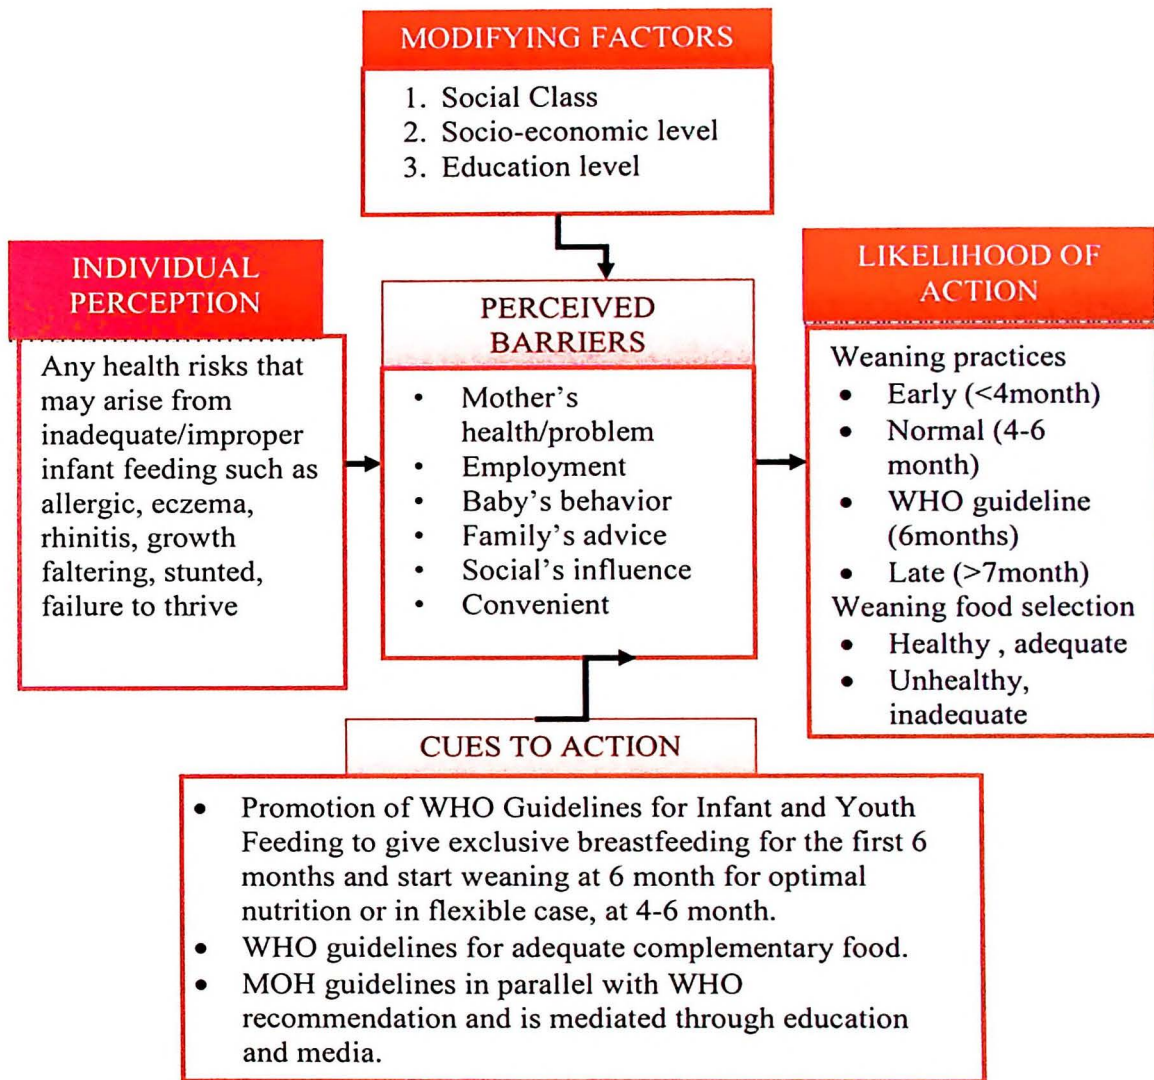 MODIFYING FACTORS
1. Social Class
2. Socio-economic level
3. Education level
INDIVIDUAL
PERCEPTION
Any health risks that
may arise from
inadequate/improper
infant feeding such as
allergic, eczema,
rhinitis, growth
faltering, stunted,
failure to thrive
PERCEIVED
BARRIERS
• Mother's
health/problem
• Employment
• Baby's behavior
• Family's advice
• Social's influence
• Convenient
LIKELIHOOD OF
ACTION
Weaning practices
• Early (<4month)
• Normal (4-6
month)
• WHO guideline
(6months)
• Late (>7month)
Weaning food selection
• Healthy , adequate
• Unhealthy,
inadequate
CUES TO ACTION
• Promotion of WHO Guidelines for Infant and Youth
Feeding to give exclusive breastfeeding for the first 6
months and start weaning at 6 month for optimal
nutrition or in flexible case, at 4-6 month.
• WHO guidelines for adequate complementary food.
• MOH guidelines in parallel with WHO
recommendation and is mediated through education
and media.